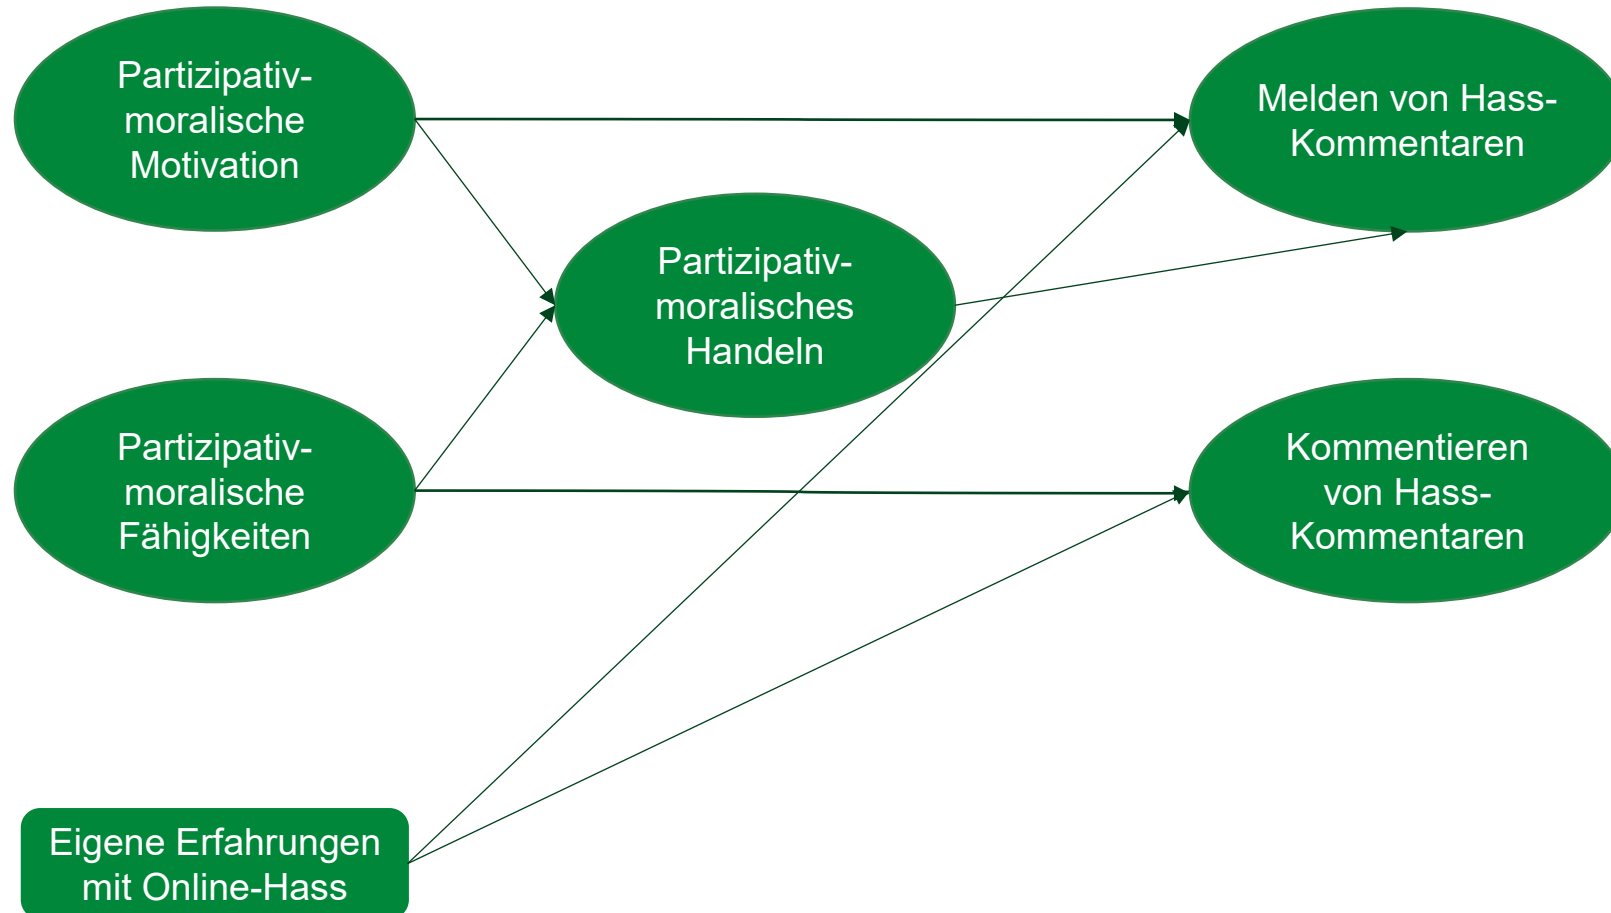 Partizipativ-
moralische
Motivation
Melden von Hass-
Kommentaren
Partizipativ-
moralisches
Handeln
Partizipativ-
moralische
Fähigkeiten
Kommentieren
von Hass-
Kommentaren
Eigene Erfahrungen
mit Online-Hass